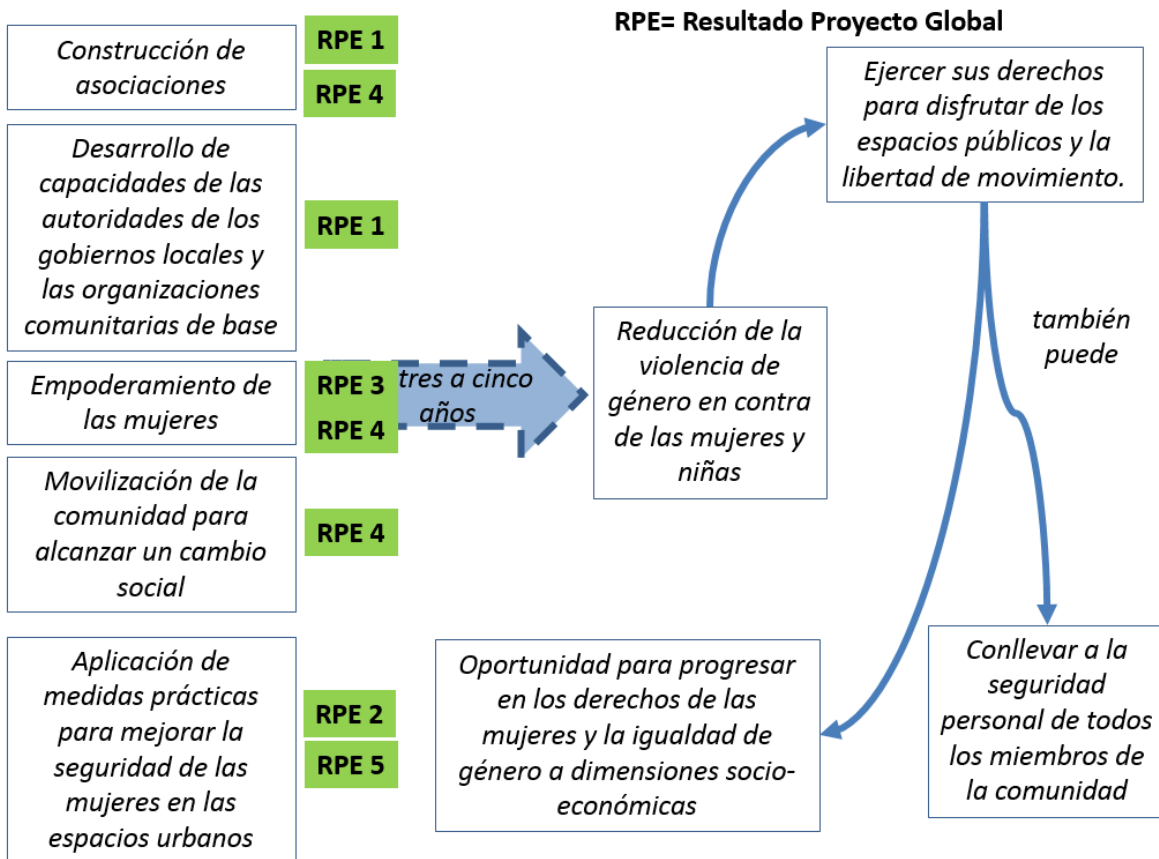 RPE= Resultado Proyecto Global
Construcción de
asociaciones
RPE 1
RPE 4
Desarrollo de
capacidades de las
autoridades de los
gobiernos locales y
las organizaciones
comunitarias de base
RPE 1
Empoderamiento de
las mujeres
RPE 3
RPE 4
tres a cinco
años
Movilización de la
comunidad para
alcanzar un cambio
social
RPE 4
Aplicación de
medidas prácticas
para mejorar la
seguridad de las
mujeres en las
espacios urbanos
RPE 2
RPE 5
Reducción de la
violencia de
género en contra
de las mujeres y
niñas
Ejercer sus derechos
para disfrutar de los
espacios públicos y la
libertad de movimiento.
también
puede
Oportunidad para progresar
en los derechos de las
mujeres y la igualdad de
género a dimensiones socio-
económicas
Conllevar a la
seguridad
personal de todos
los miembros de
la comunidad